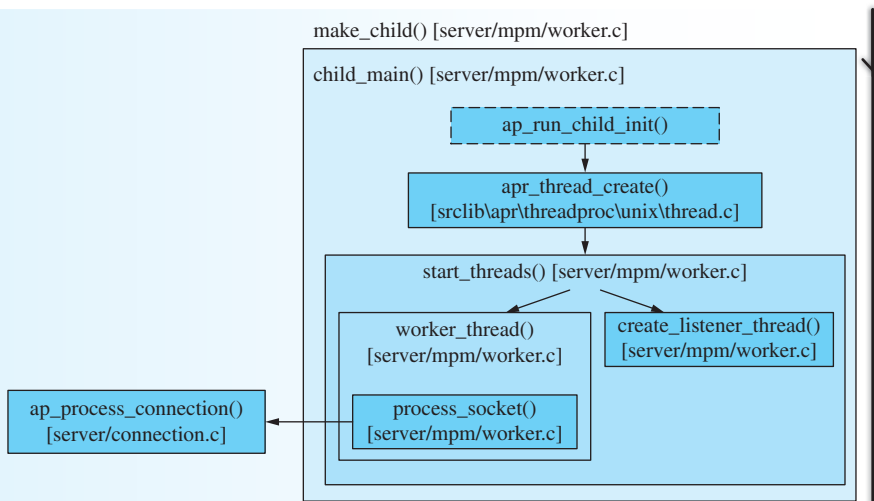 make_child() [server/mpm/worker.c]
child_main() [server/mpm/worker.c]
ap_run_child_init()
apr_thread_create()
[srclib\apr\threadproc\unix\thread.c]
start_threads() [server/mpm/worker.c]
worker_thread()
[server/mpm/worker.c]
create_listener_thread()
[server/mpm/worker.c]
process_socket()
[server/mpm/worker.c]
ap_process_connection()
[server/connection.c]